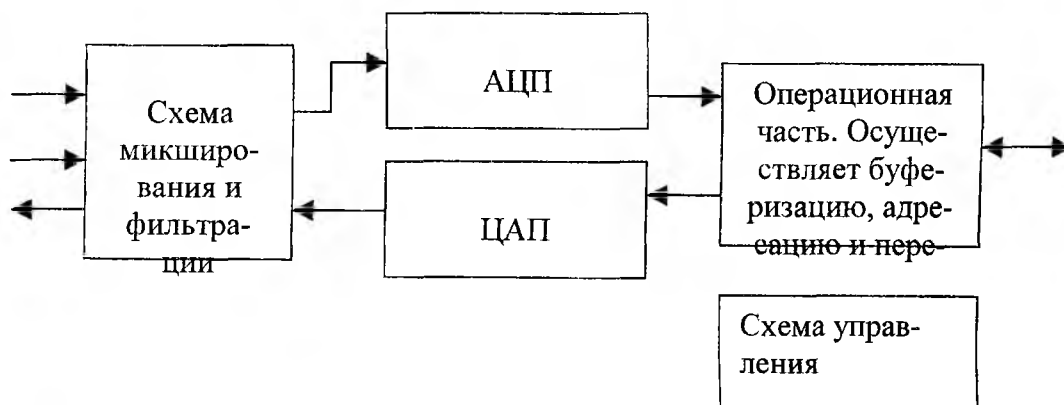 Схема
микширо-
вания и
фильтра-
ции
АЦП
ЦАП
Операционная
часть. Осуще-
ствляет буфе-
ризацию, адре-
сацию и пере-
Схема управ-
ления